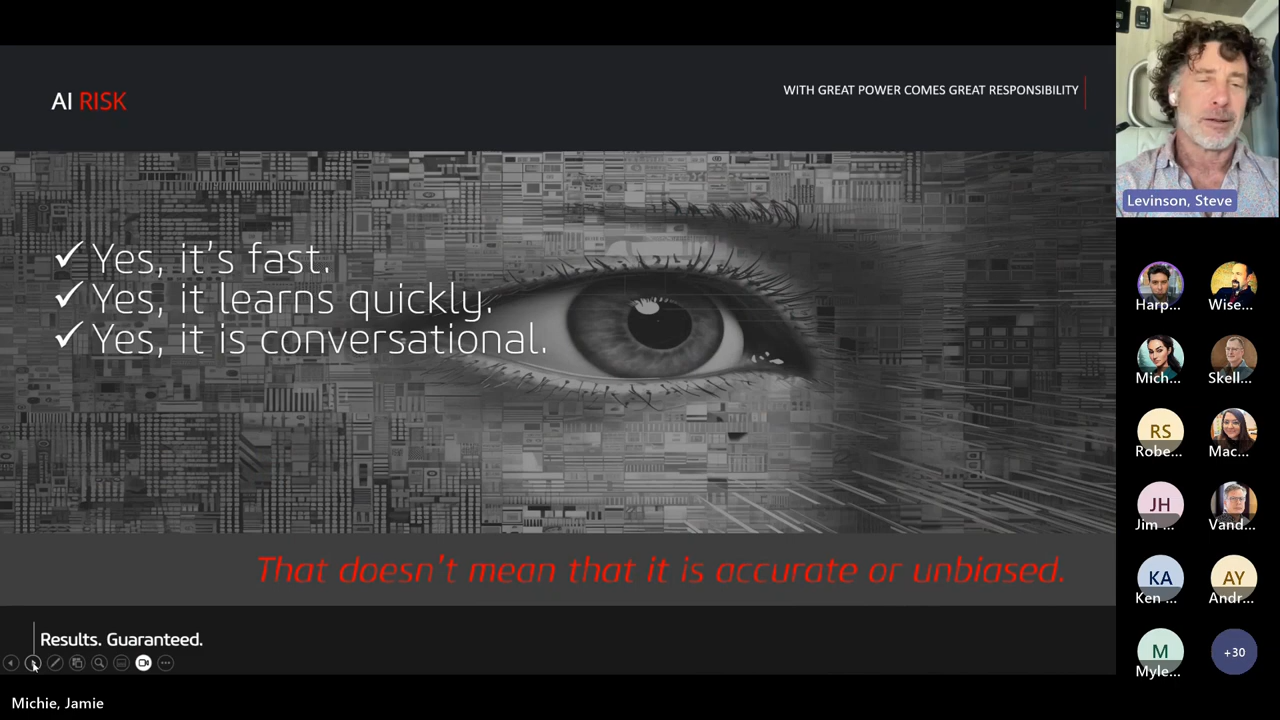 AI RISK
WITH GREAT POWER COMES GREAT RESPONSIBILITY
✓ Yes, it's fast.
✓ Yes, it learns quickly.
✓ Yes, it is conversational.
That doesn't mean that it is accurate or unbiased.
Results. Guaranteed.
Michie, Jamie
Levinson, Steve
Harp...
Wise...
Mich...
Skell...
RS
Robe...
Mac...
JH
Jim ...
Vand...
KA
Ken ...
AY
Andr...
M
Myle...
+30